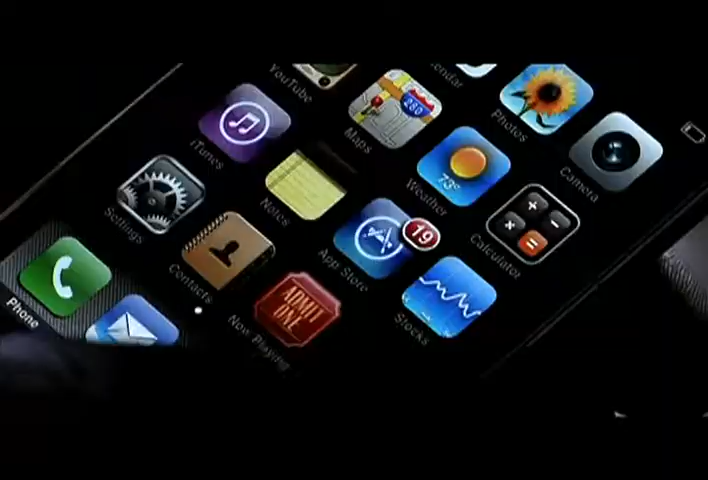 YouTube
endar
Photos
Camera
iTunes
Maps
280
Weather
73°
Calculator
Settings
Notes
App Store
19
Stocks
Phone
Contacts
Now Playing
ADMIT
ONE